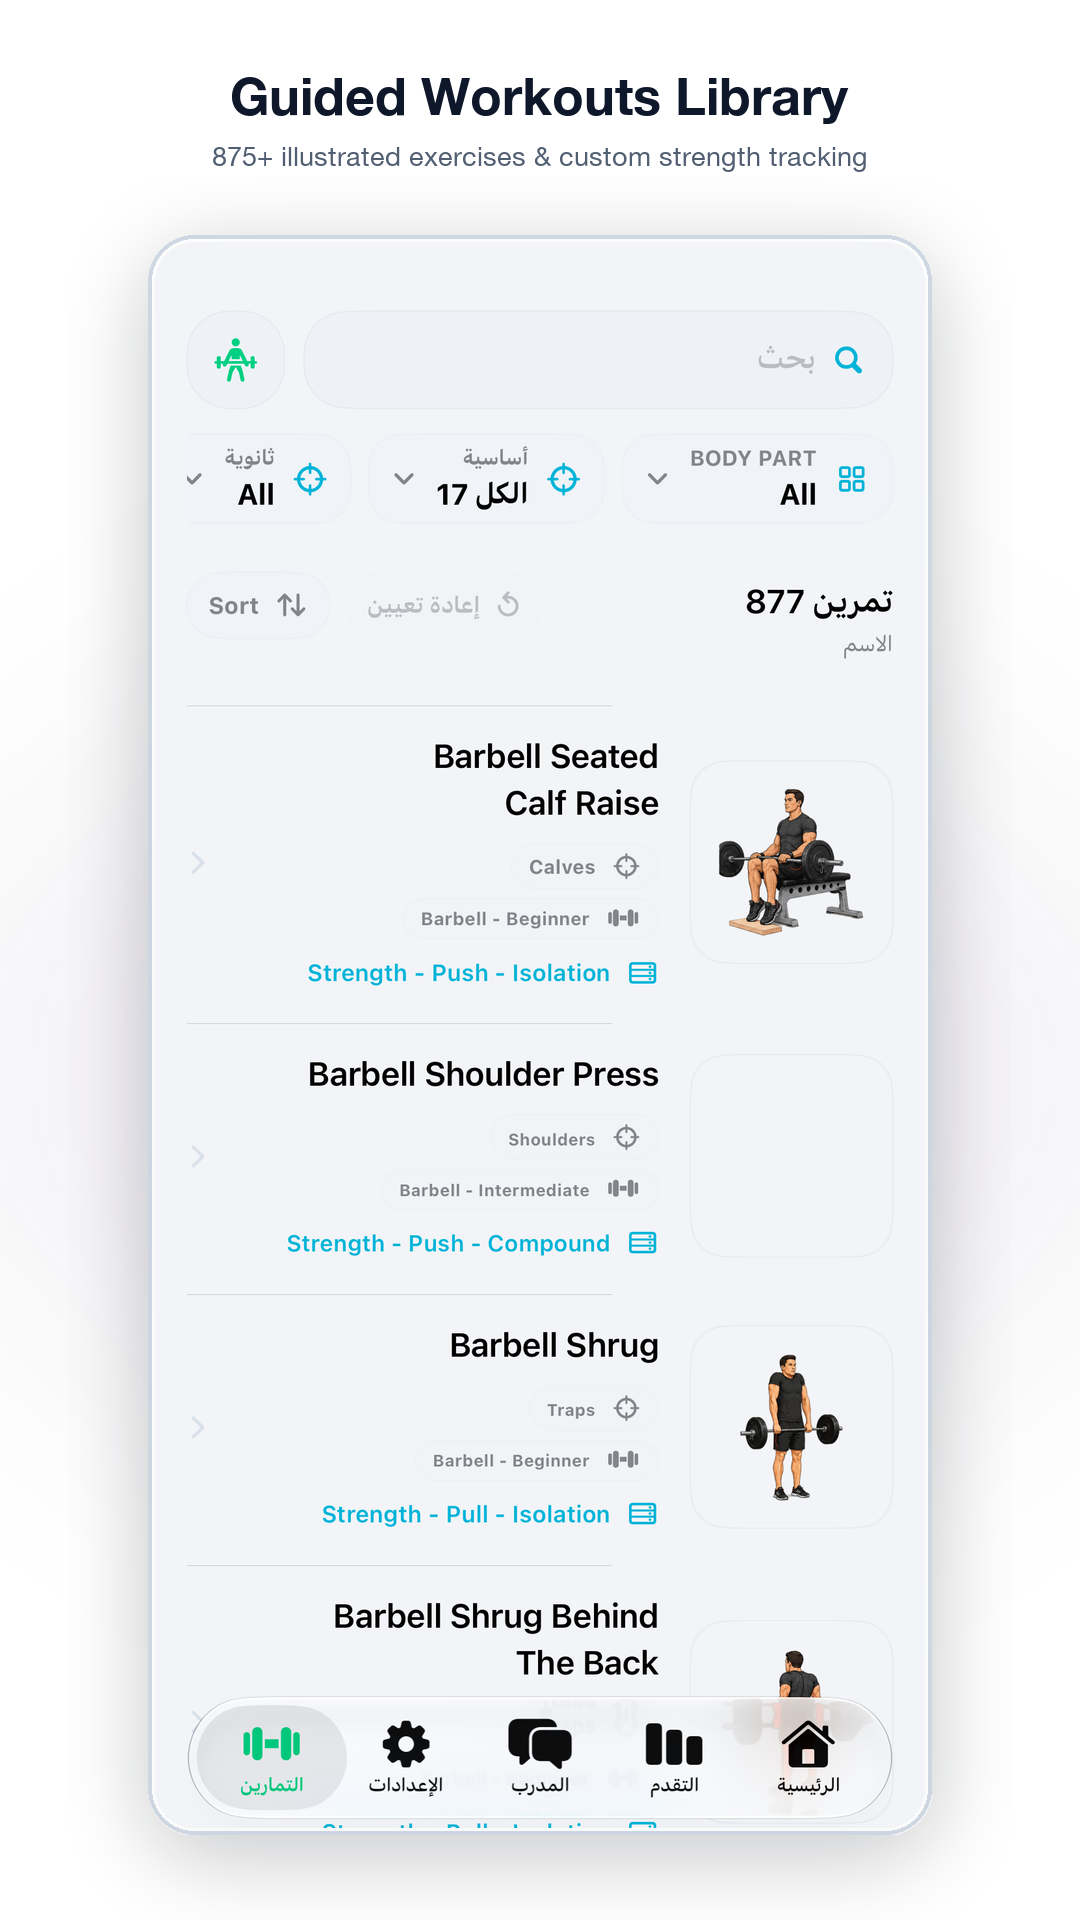 Guided Workouts Library
875+ illustrated exercises & custom strength tracking
بحث
BODY PART
All
أساسية
الكل 17
ثانوية
All
877 تمرين
الاسم
إعادة تعيين
Sort
Barbell Seated
Calf Raise
Calves
Barbell - Beginner
Strength - Push - Isolation
Barbell Shoulder Press
Shoulders
Barbell - Intermediate
Strength - Push - Compound
Barbell Shrug
Traps
Barbell - Beginner
Strength - Pull - Isolation
Barbell Shrug Behind
The Back
الرئيسية
التقدم
المدرب
الإعدادات
التمارين